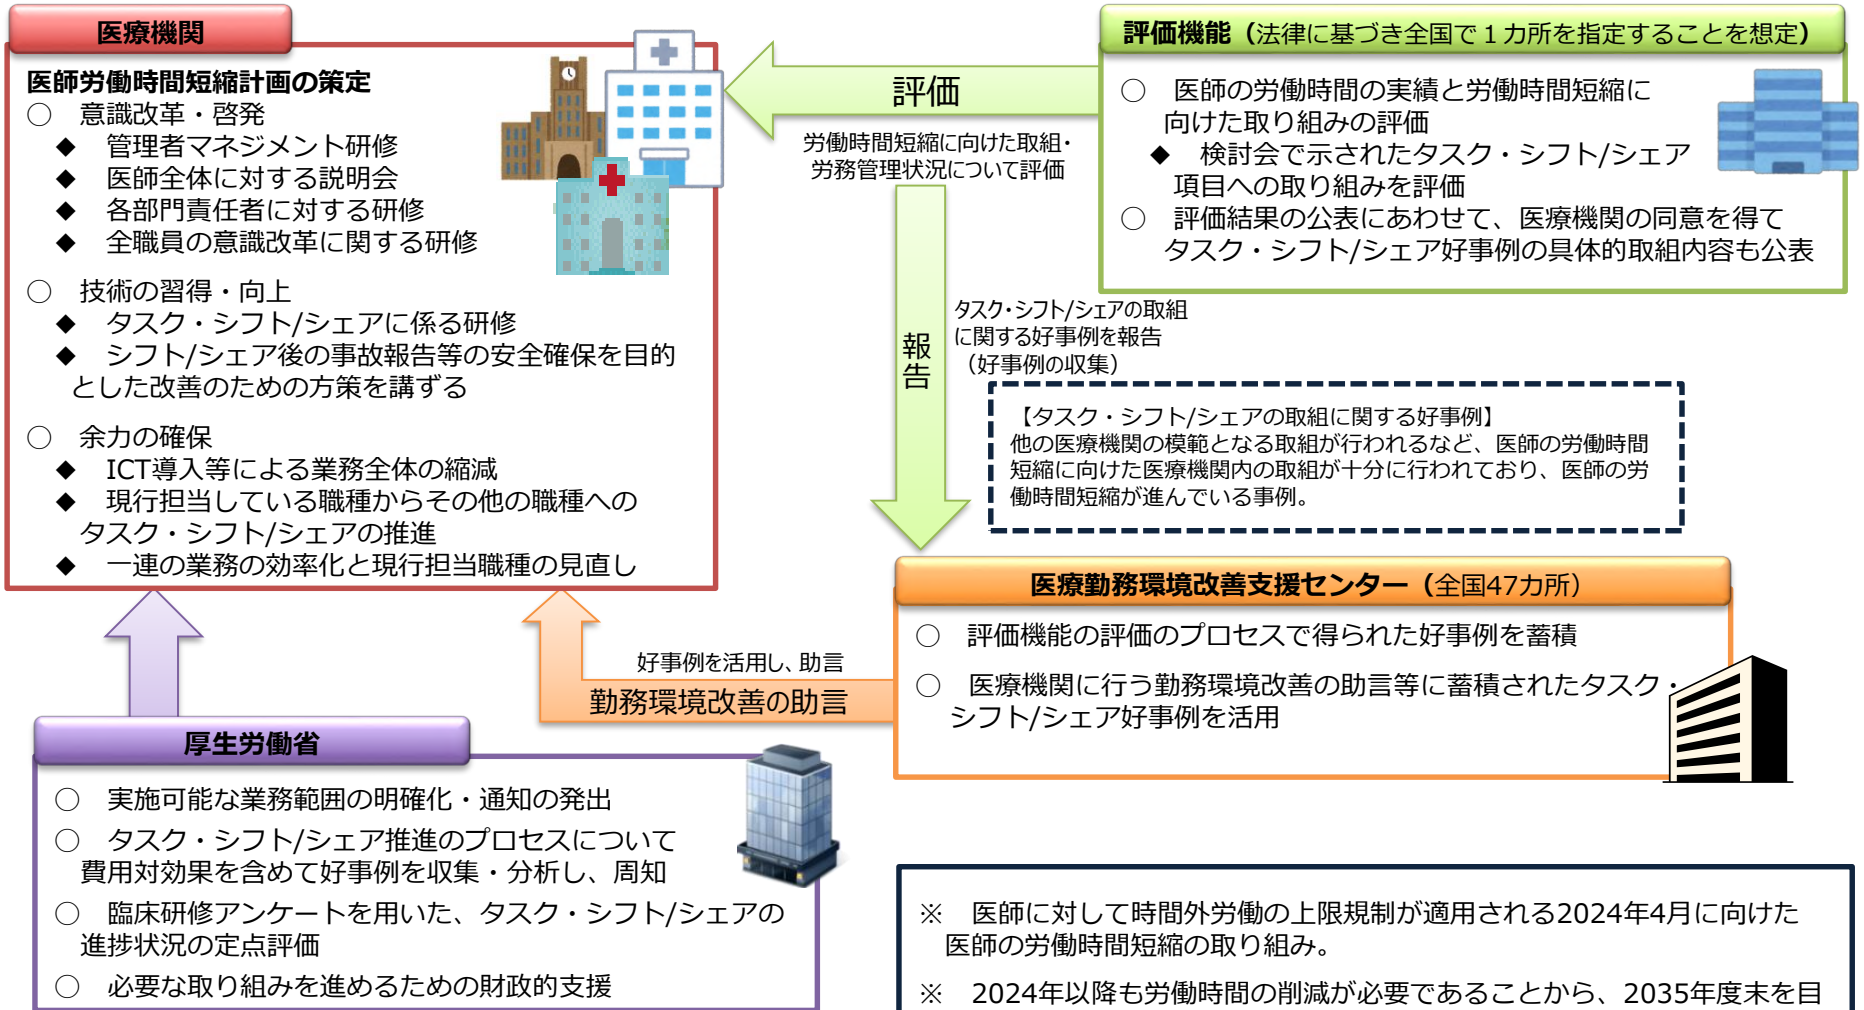 医療機関
医師労働時間短縮計画の策定
○　意識改革・啓発
◆　管理者マネジメント研修
◆　医師全体に対する説明会
◆　各部門責任者に対する研修
◆　全職員の意識改革に関する研修
○　技術の習得・向上
◆　タスク・シフト/シェアに係る研修
◆　シフト/シェア後の事故報告等の安全確保を目的
とした改善のための方策を講ずる
○　余力の確保
◆　ICT導入等による業務全体の縮減
◆　現行担当している職種からその他の職種への
タスク・シフト/シェアの推進
◆　一連の業務の効率化と現行担当職種の見直し
評価
労働時間短縮に向けた取組・
労務管理状況について評価
評価機能（法律に基づき全国で１カ所を指定することを想定）
○　医師の労働時間の実績と労働時間短縮に
向けた取り組みの評価
◆　検討会で示されたタスク・シフト/シェア
項目への取り組みを評価
○　評価結果の公表にあわせて、医療機関の同意を得て
タスク・シフト/シェア好事例の具体的取組内容も公表
報告
タスク・シフト/シェアの取組
に関する好事例を報告
（好事例の収集）
【タスク・シフト/シェアの取組に関する好事例】
他の医療機関の模範となる取組が行われるなど、医師の労働時間
短縮に向けた医療機関内の取組が十分に行われており、医師の労
働時間短縮が進んでいる事例。
医療勤務環境改善支援センター（全国47カ所）
○　評価機能の評価のプロセスで得られた好事例を蓄積
○　医療機関に行う勤務環境改善の助言等に蓄積されたタスク・
シフト/シェア好事例を活用
好事例を活用し、助言
勤務環境改善の助言
厚生労働省
○　実施可能な業務範囲の明確化・通知の発出
○　タスク・シフト/シェア推進のプロセスについて
費用対効果を含めて好事例を収集・分析し、周知
○　臨床研修アンケートを用いた、タスク・シフト/シェアの
進捗状況の定点評価
○　必要な取り組みを進めるための財政的支援
※　医師に対して時間外労働の上限規制が適用される2024年4月に向けた
医師の労働時間短縮の取り組み。
※　2024年以降も労働時間の削減が必要であることから、2035年度末を目